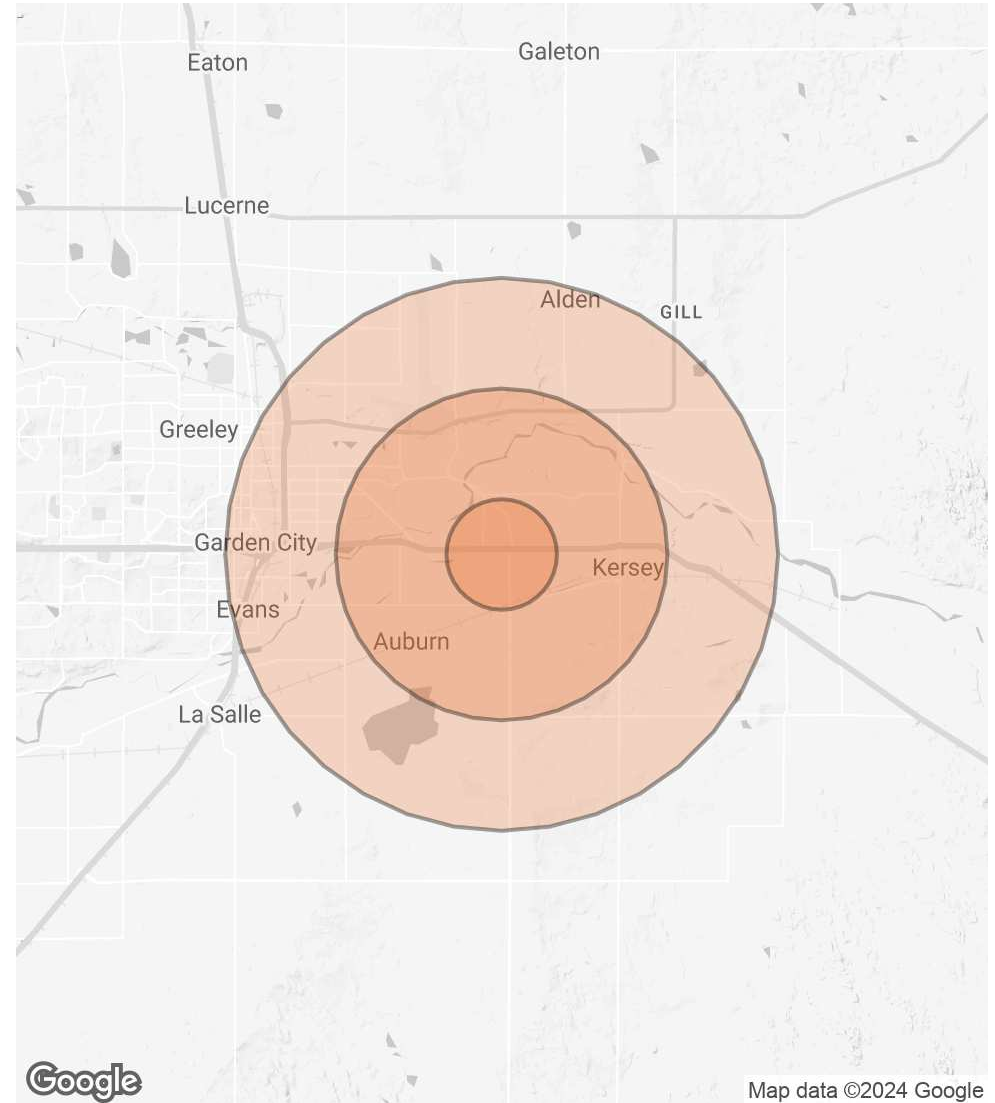 Galeton
Eaton
Lucerne
Alden
GILL
Greeley
Garden City
Kersey
Evans
Auburn
La Salle
Google
Map data ©2024 Google